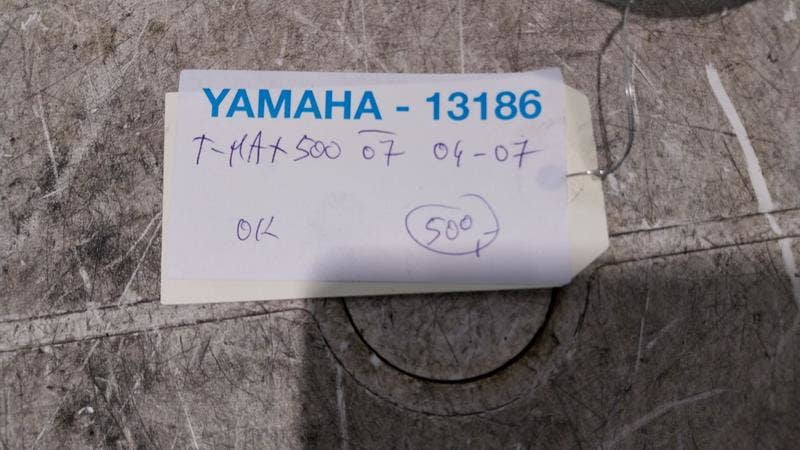 YAMAHA - 13186
T-MAX 500 07 04-07
OK 500,-